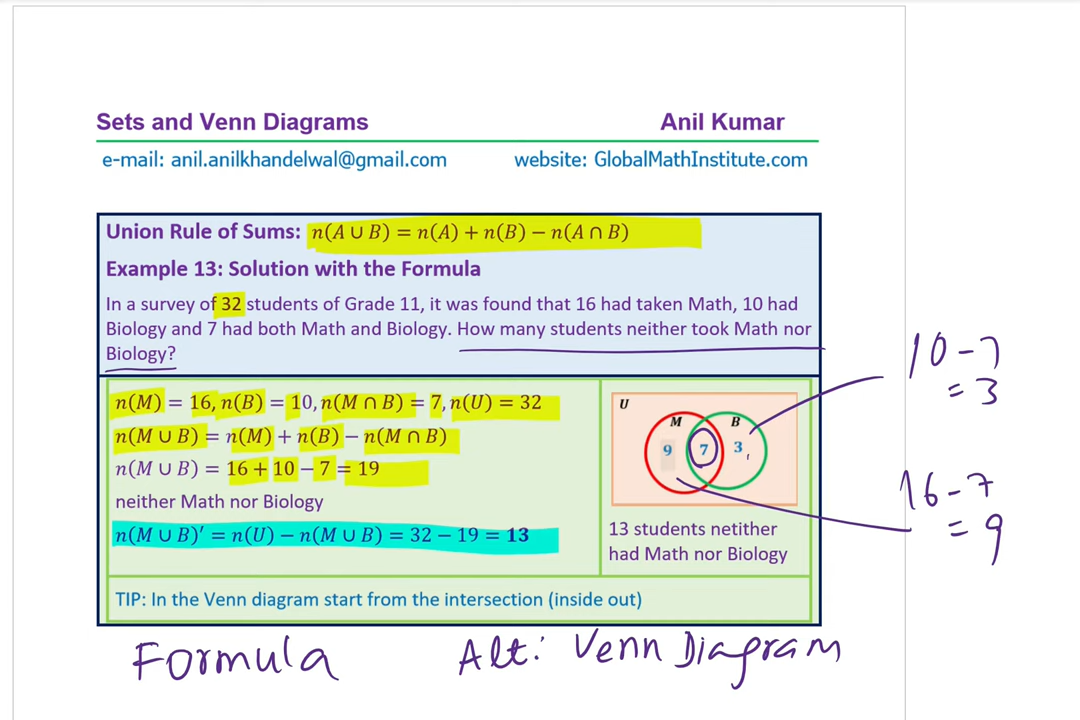 Sets and Venn Diagrams Anil Kumar
e-mail: anil.anilkhandelwal@gmail.com website: GlobalMathInstitute.com
Union Rule of Sums: n(A ∪ B) = n(A) + n(B) − n(A ∩ B)
Example 13: Solution with the Formula
In a survey of 32 students of Grade 11, it was found that 16 had taken Math, 10 had
Biology and 7 had both Math and Biology. How many students neither took Math nor
Biology?
n(M) = 16, n(B) = 10, n(M ∩ B) = 7, n(U) = 32
n(M ∪ B) = n(M) + n(B) − n(M ∩ B)
n(M ∪ B) = 16 + 10 − 7 = 19
neither Math nor Biology
n(M ∪ B)′ = n(U) − n(M ∪ B) = 32 − 19 = 13
U
M B
9 7 3
13 students netither
had Math nor Biology
10 - 7
= 3
16 - 7
= 9
TIP: In the Venn diagram start from the intersection (inside out)
Formula Alt: Venn Diagram